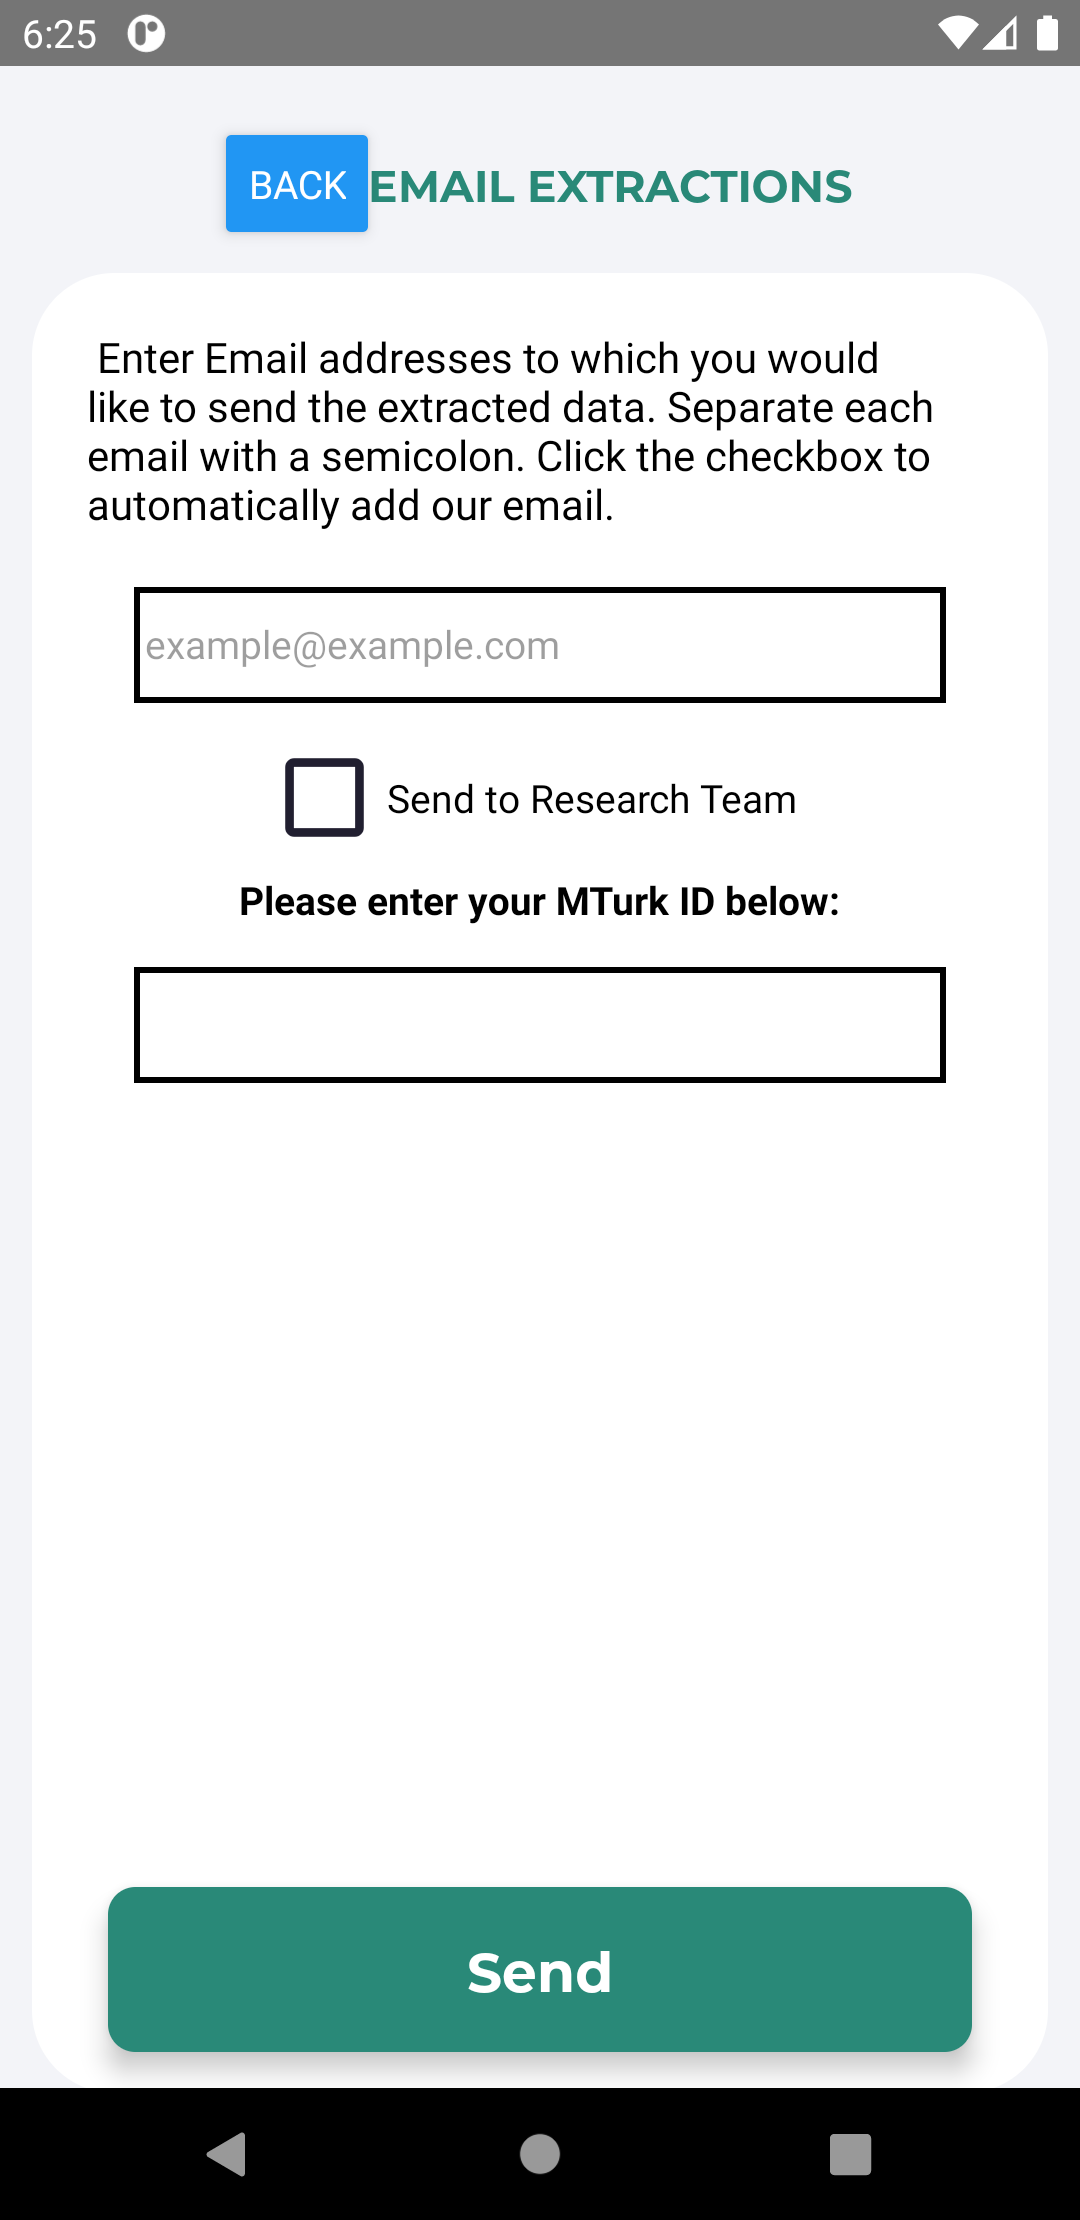 6:25
BACK EMAIL EXTRACTIONS
Enter Email addresses to which you would
like to send the extracted data. Separate each
email with a semicolon. Click the checkbox to
automatically add our email.
example@example.com
Send to Research Team
Please enter your MTurk ID below:
Send